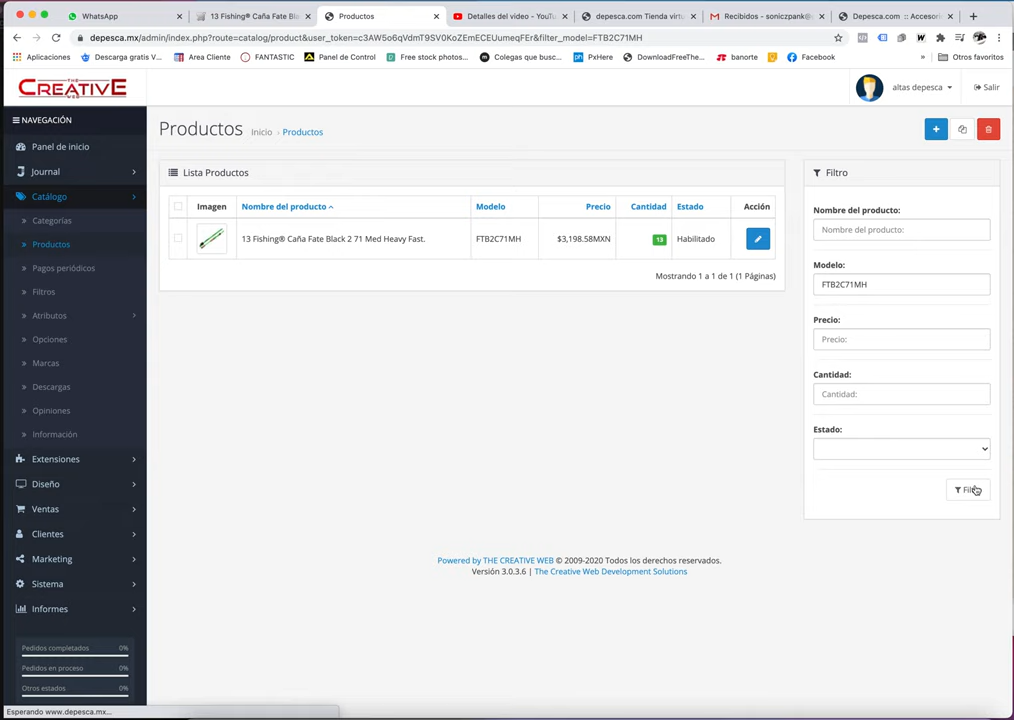 WhatsApp
13 Fishing® Caña Fate Bla
Productos
Detalles del video - YouTu
depesca.com Tienda virtu
Recibidos - soniczpank@
Depesca.com :: Accesor
depesca.mx/admin/index.php?route=catalog/product&user_token=c3AW5o6qVdmT9SV0KoZEmECEUumeqFEr&filter_model=FTB2C71MH
Aplicaciones
Descarga gratis V...
Area Cliente
FANTASTIC
Panel de Control
Free stock photos...
Colegas que busc...
PxHere
DownloadFreeThe...
banorte
Facebook
»
Otros favoritos
THE CREATIVE WEB
altas depesca
Salir
NAVEGACIÓN
Panel de inicio
Journal
Catálogo
Categorías
Productos
Pagos periódicos
Filtros
Atributos
Opciones
Marcas
Descargas
Opiniones
Información
Extensiones
Diseño
Ventas
Clientes
Marketing
Sistema
Informes
Pedidos completados 0%
Pedidos en proceso 0%
Otros estados 0%
Esperando www.depesca.mx...
Productos Inicio › Productos
Lista Productos
Imagen Nombre del producto Modelo Precio Cantidad Estado Acción
13 Fishing® Caña Fate Black 2 71 Med Heavy Fast. FTB2C71MH $3,198.58MXN 13 Habilitado
Mostrando 1 a 1 de 1 (1 Páginas)
Filtro
Nombre del producto:
Nombre del producto:
Modelo:
FTB2C71MH
Precio:
Precio:
Cantidad:
Cantidad:
Estado:
Powered by THE CREATIVE WEB © 2009-2020 Todos los derechos reservados.
Versión 3.0.3.6 | The Creative Web Development Solutions